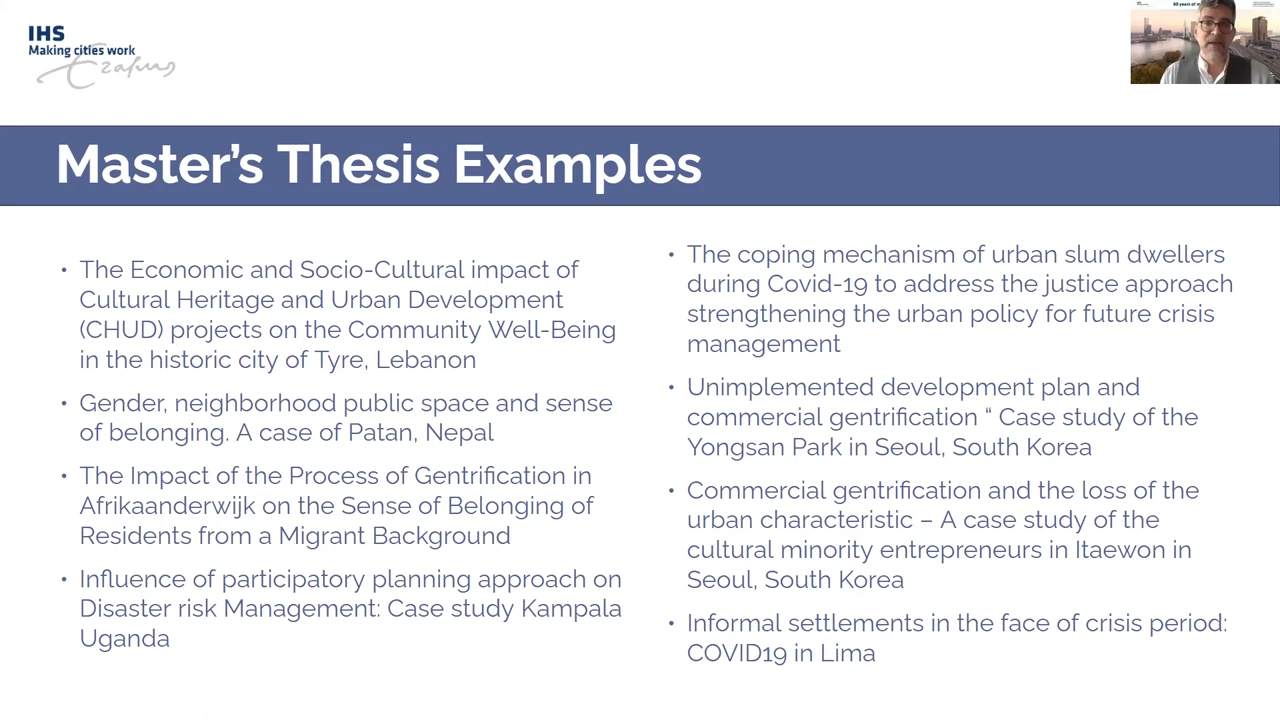 IHS
Making cities work
Erasmus
60 years of
Master's Thesis Examples
• The Economic and Socio-Cultural impact of
Cultural Heritage and Urban Development
(CHUD) projects on the Community Well-Being
in the historic city of Tyre, Lebanon
• Gender, neighborhood public space and sense
of belonging. A case of Patan, Nepal
• The Impact of the Process of Gentrification in
Afrikaanderwijk on the Sense of Belonging of
Residents from a Migrant Background
• Influence of participatory planning approach on
Disaster risk Management: Case study Kampala
Uganda
• The coping mechanism of urban slum dwellers
during Covid-19 to address the justice approach
strengthening the urban policy for future crisis
management
• Unimplemented development plan and
commercial gentrification “ Case study of the
Yongsan Park in Seoul, South Korea
• Commercial gentrification and the loss of the
urban characteristic – A case study of the
cultural minority entrepreneurs in Itaewon in
Seoul, South Korea
• Informal settlements in the face of crisis period:
COVID19 in Lima